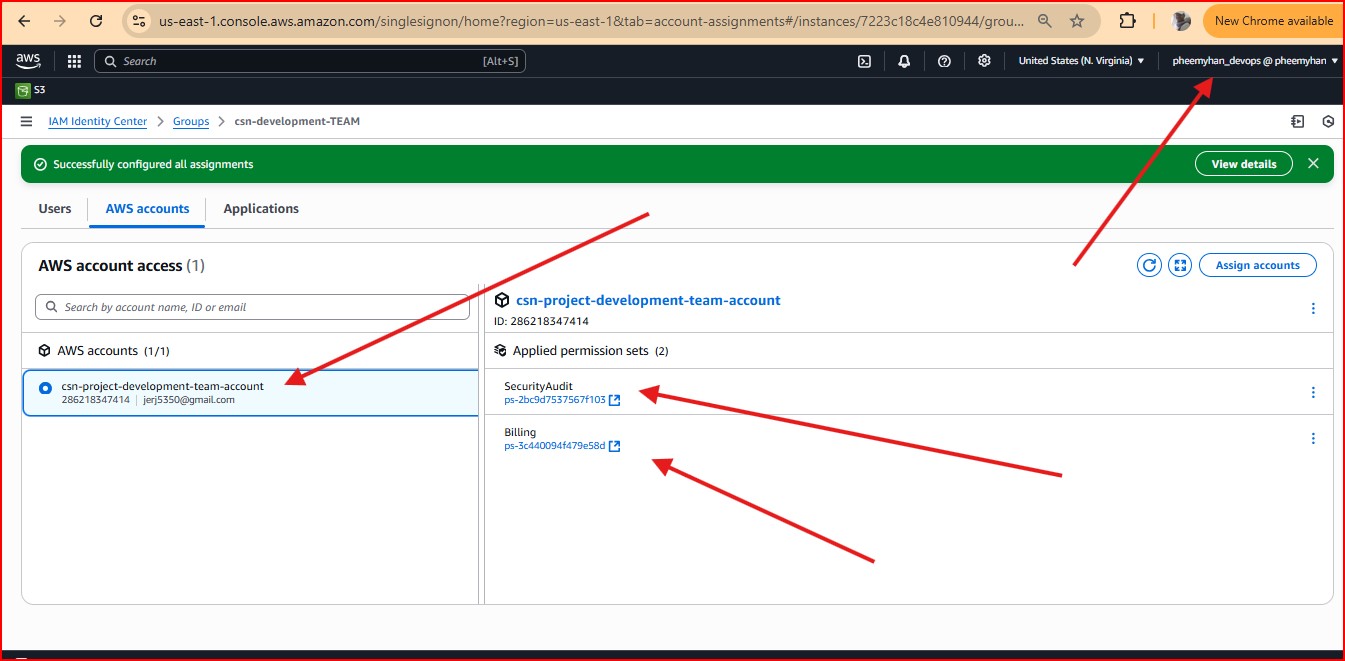 us-east-1.console.aws.amazon.com/singlesignon/home?region=us-east-1&tab=account-assignments#/instances/7223c18c4e810944/grou...
New Chrome available
aws
Search [Alt+S]
United States (N. Virginia)
pheemyhan_devops @ pheemyhan
S3
IAM Identity Center > Groups > csn-development-TEAM
Successfully configured all assignments
View details
Users
AWS accounts
Applications
AWS account access (1)
Assign accounts
Search by account name, ID or email
AWS accounts (1/1)
csn-project-development-team-account
286218347414 | jerj5350@gmail.com
csn-project-development-team-account
ID: 286218347414
Applied permission sets (2)
SecurityAudit
ps-2bc9d7537567f103
Billing
ps-3c440094f479e58d